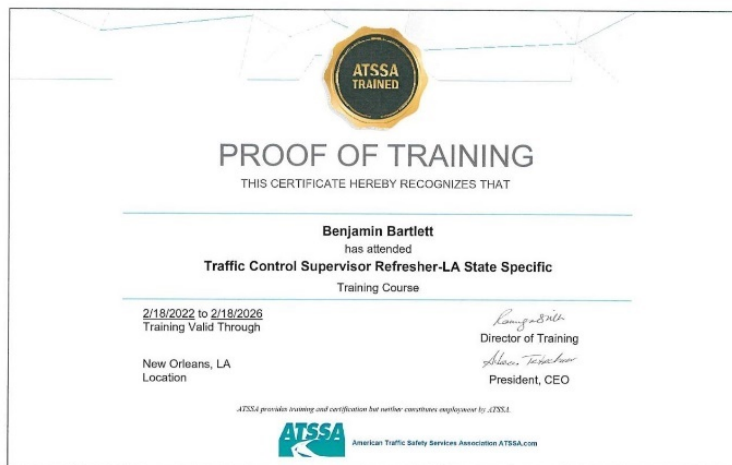 ATSSA
TRAINED
PROOF OF TRAINING
THIS CERTIFICATE HEREBY RECOGNIZES THAT
Benjamin Bartlett
has attended
Traffic Control Supervisor Refresher-LA State Specific
Training Course
2/18/2022 to 2/18/2026
Training Valid Through
Director of Training
New Orleans, LA
Location
President, CEO
ATSSA provides training and certification but neither constitutes employment by ATSSA.
ATSSA
American Traffic Safety Services Association ATSSA.com